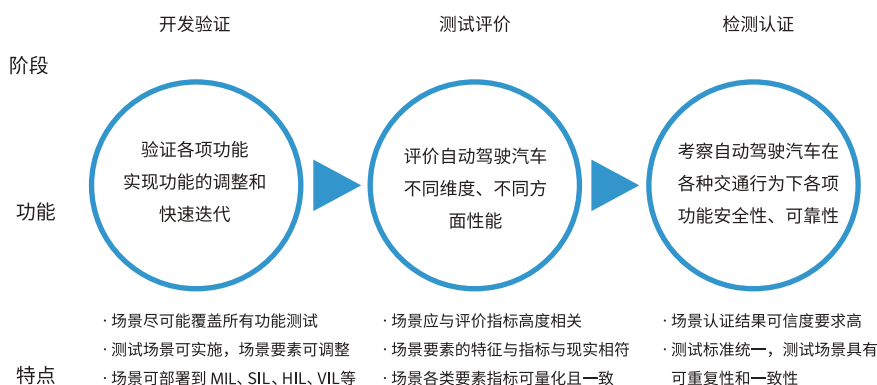 开发验证
测试评价
检测认证
阶段
验证各项功能
实现功能的调整和
快速迭代
评价自动驾驶汽车
不同维度、不同方
面性能
考察自动驾驶汽车在
各种交通行为下各项
功能安全性、可靠性
功能
· 场景尽可能覆盖所有功能测试
· 测试场景可实施，场景要素可调整
· 场景可部署到 MIL、SIL、HIL、VIL等
· 场景应与评价指标高度相关
· 场景要素的特征与指标与现实相符
· 场景各类要素指标可量化且一致
· 场景认证结果可信度要求高
· 测试标准统一，测试场景具有
可重复性和一致性
特点